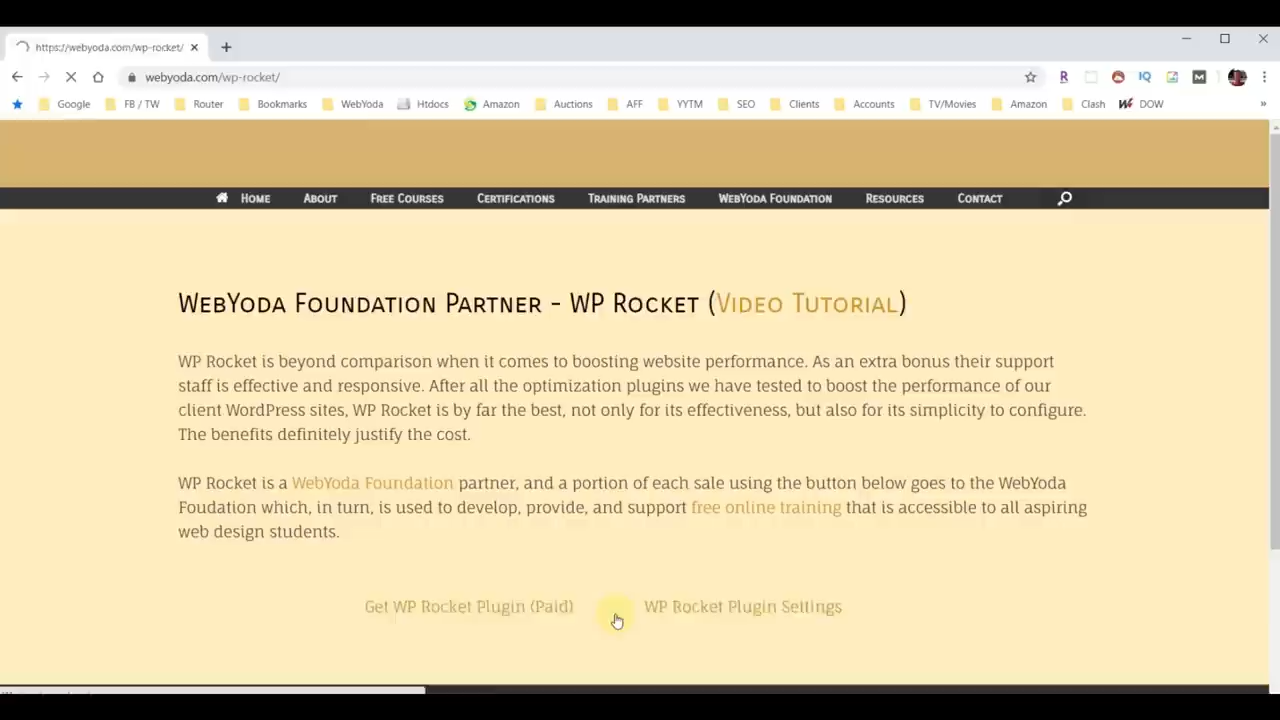 https://webyoda.com/wp-rocket/
webyoda.com/wp-rocket/
Google FB / TW Router Bookmarks WebYoda Htdocs Amazon Auctions AFF YYTM SEO Clients Accounts TV/Movies Amazon Clash DOW
Home About Free Courses Certifications Training Partners WebYoda Foundation Resources Contact
WebYoda Foundation Partner - WP Rocket (Video Tutorial)
WP Rocket is beyond comparison when it comes to boosting website performance. As an extra bonus their support
staff is effective and responsive. After all the optimization plugins we have tested to boost the performance of our
client WordPress sites, WP Rocket is by far the best, not only for its effectiveness, but also for its simplicity to configure.
The benefits definitely justify the cost.
WP Rocket is a WebYoda Foundation partner, and a portion of each sale using the button below goes to the WebYoda
Foudation which, in turn, is used to develop, provide, and support free online training that is accessible to all aspiring
web design students.
Get WP Rocket Plugin (Paid) WP Rocket Plugin Settings